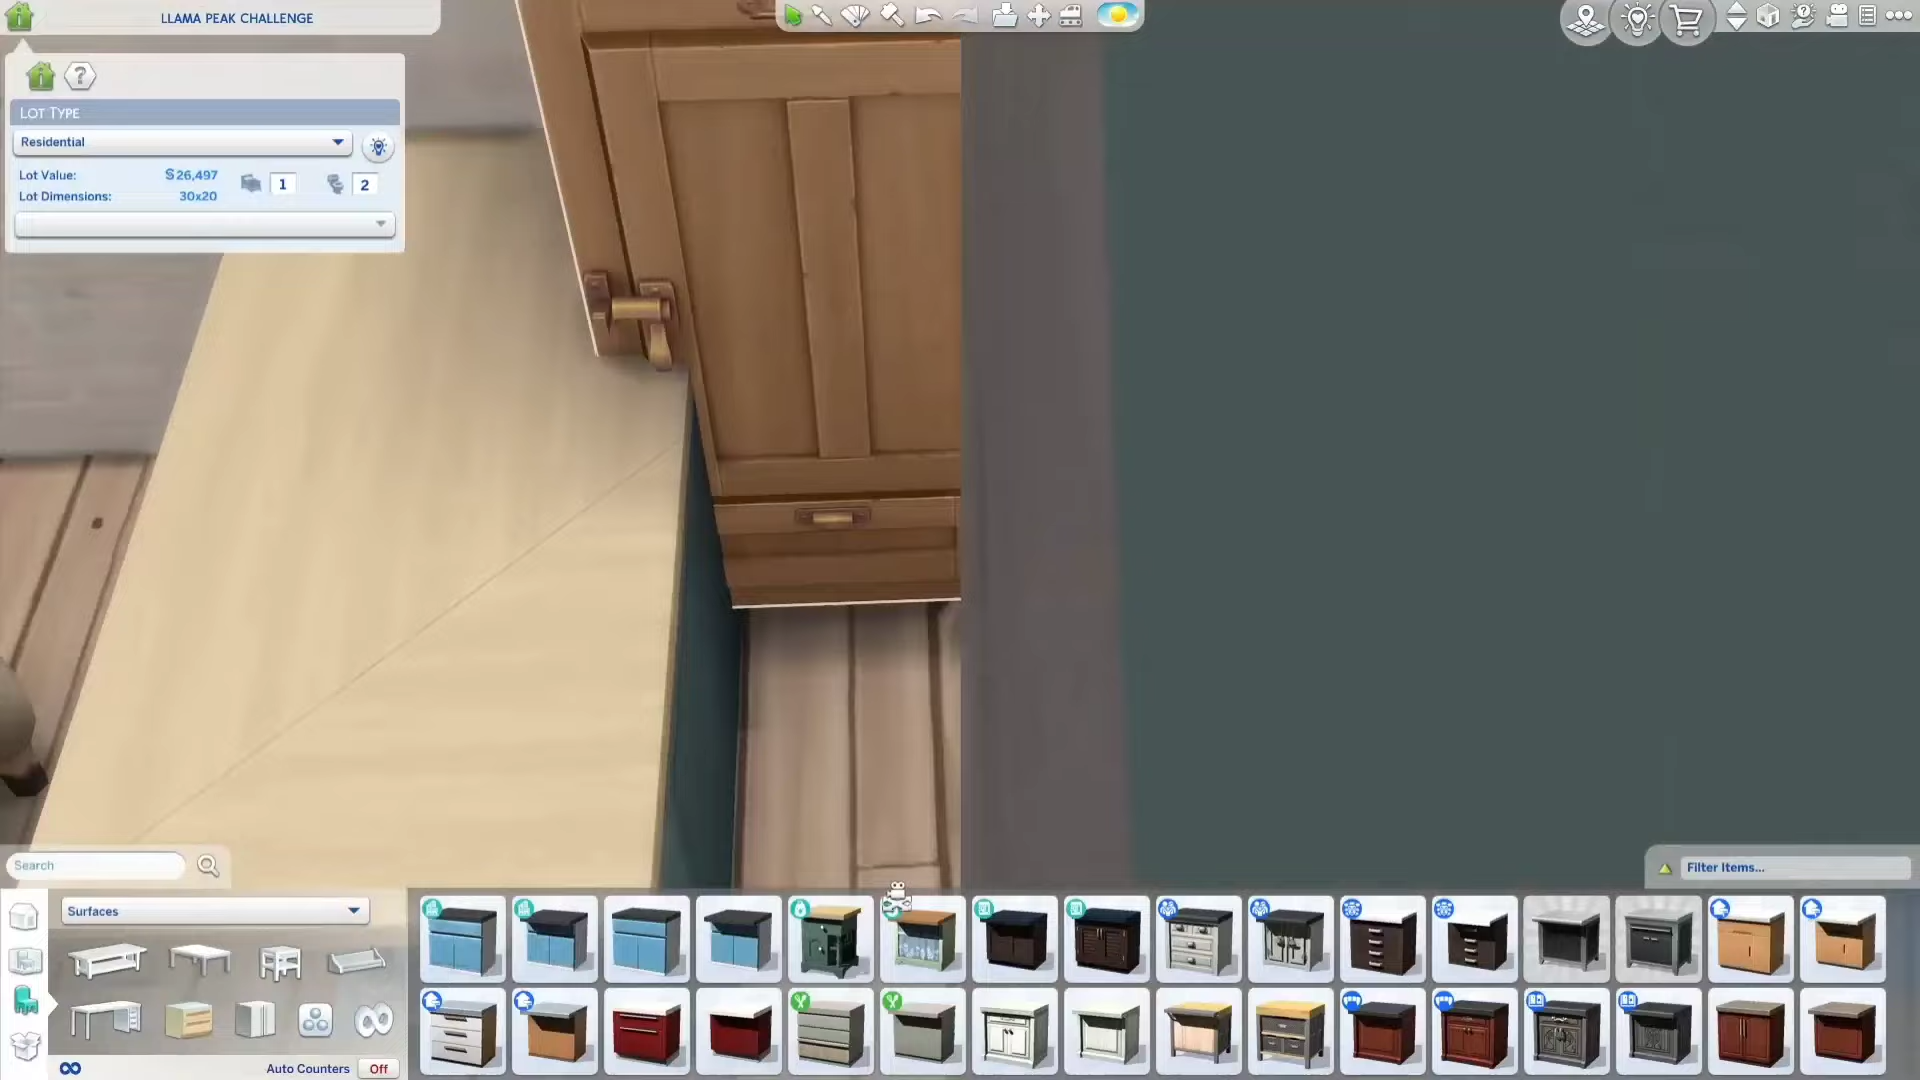 LLAMA PEAK CHALLENGE
?
LOT TYPE
Residential
Lot Value: §26,497
1
2
Lot Dimensions: 30x20
Search
Filter Items...
Surfaces
Auto Counters Off